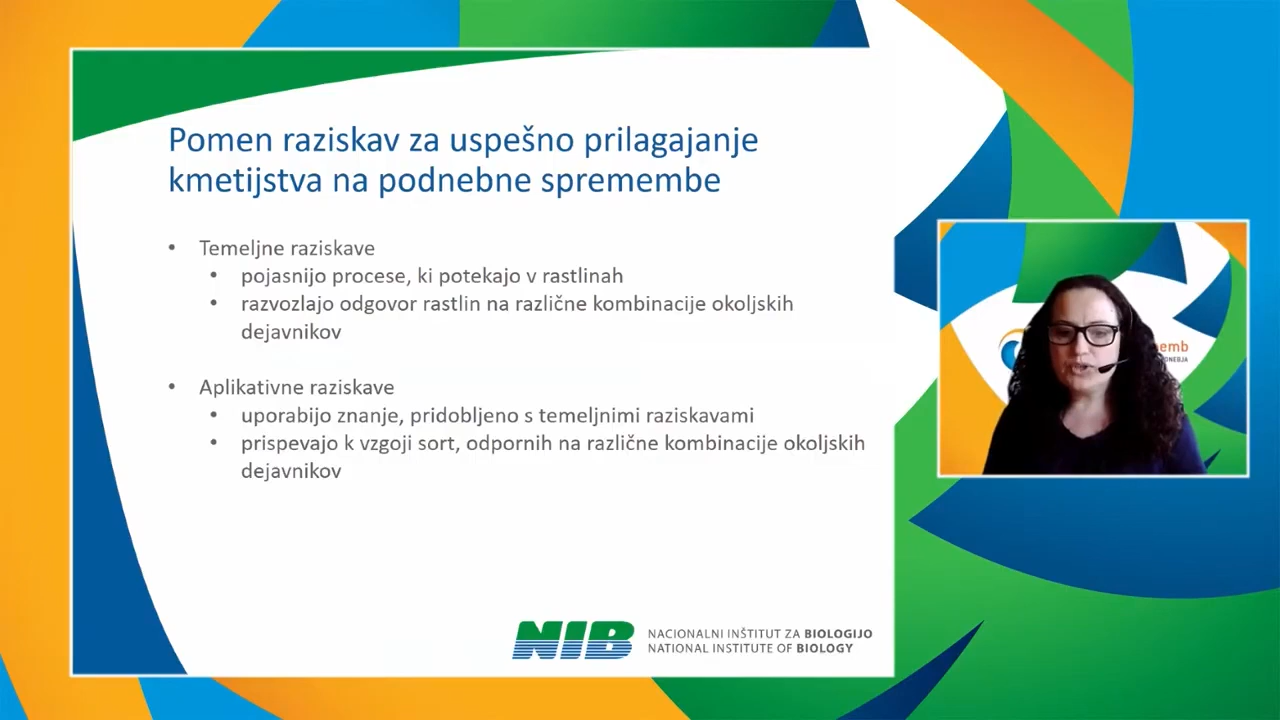 Pomen raziskav za uspešno prilagajanje
kmetijstva na podnebne spremembe
• Temeljne raziskave
• pojasnijo procese, ki potekajo v rastlinah
• razvozlajo odgovor rastlin na različne kombinacije okoljskih
dejavnikov
• Aplikativne raziskave
• uporabijo znanje, pridobljeno s temeljnimi raziskavami
• prispevajo k vzgoji sort, odpornih na različne kombinacije okoljskih
dejavnikov
NIB
NACIONALNI INŠTITUT ZA BIOLOGIJO
NATIONAL INSTITUTE OF BIOLOGY